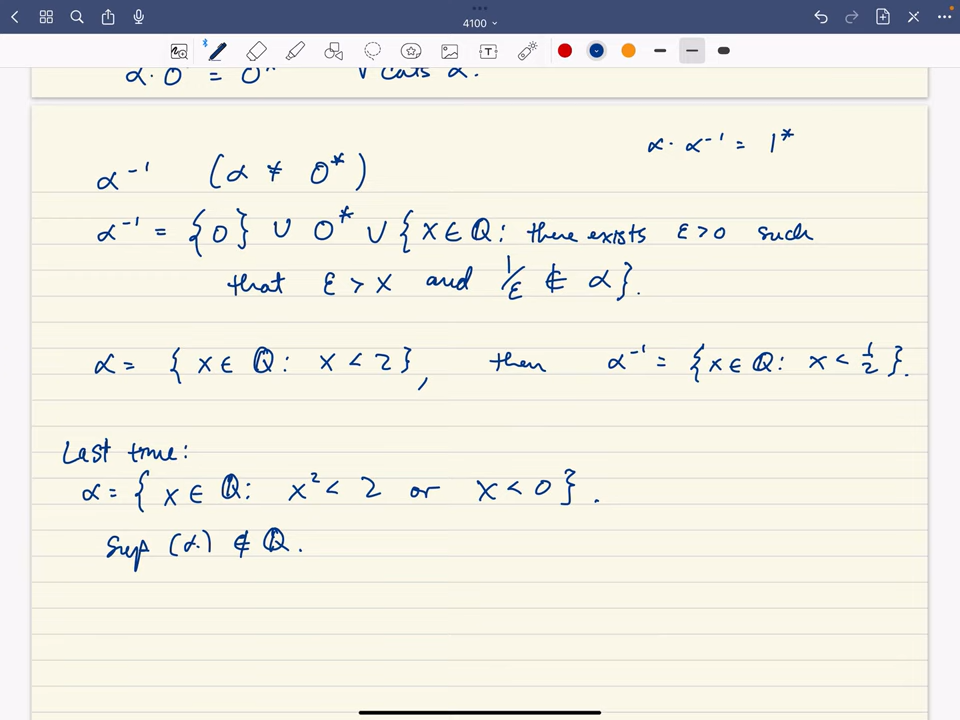 4100
α · 0* = 0* ∀ cuts α.
α · α⁻¹ = 1*
α⁻¹ (α ≠ 0*)
α⁻¹ = {0} ∪ 0* ∪ {x ∈ ℚ: there exists ε > 0 such
that ε > x and 1/ε ∉ α}.
α = {x ∈ ℚ: x < 2}, then α⁻¹ = {x ∈ ℚ: x < 1/2}.
Last time:
α = {x ∈ ℚ: x² < 2 or x < 0}.
sup (α) ∉ ℚ.